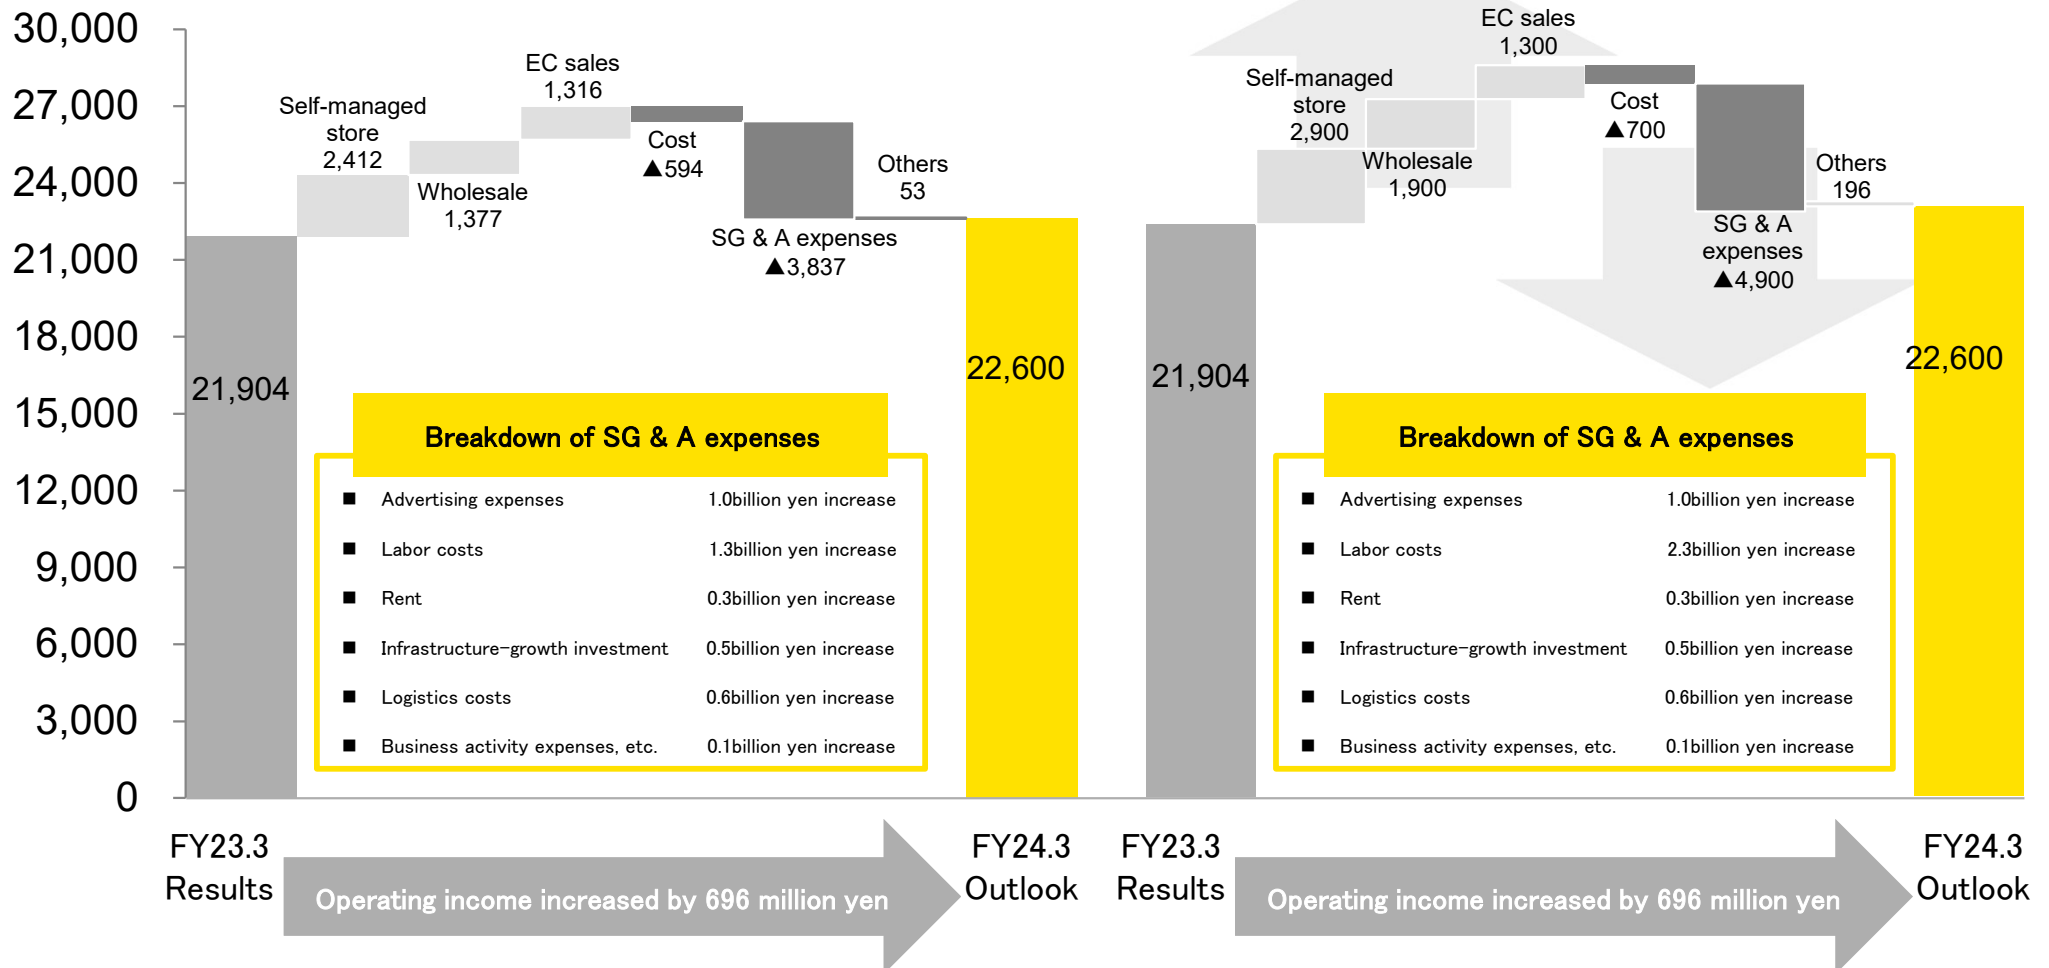 30,000
27,000
24,000
21,000
18,000
15,000
12,000
9,000
6,000
3,000
0
21,904
Self-managed
store
2,412
Wholesale
1,377
EC sales
1,316
Cost
▲594
SG & A expenses
▲3,837
Others
53
22,600
Breakdown of SG & A expenses
■ Advertising expenses 1.0billion yen increase
■ Labor costs 1.3billion yen increase
■ Rent 0.3billion yen increase
■ Infrastructure-growth investment 0.5billion yen increase
■ Logistics costs 0.6billion yen increase
■ Business activity expenses, etc. 0.1billion yen increase
FY23.3
Results
Operating income increased by 696 million yen
FY24.3
Outlook
21,904
Self-managed
store
2,900
Wholesale
1,900
EC sales
1,300
Cost
▲700
SG & A
expenses
▲4,900
Others
196
22,600
Breakdown of SG & A expenses
■ Advertising expenses 1.0billion yen increase
■ Labor costs 2.3billion yen increase
■ Rent 0.3billion yen increase
■ Infrastructure-growth investment 0.5billion yen increase
■ Logistics costs 0.6billion yen increase
■ Business activity expenses, etc. 0.1billion yen increase
FY23.3
Results
Operating income increased by 696 million yen
FY24.3
Outlook